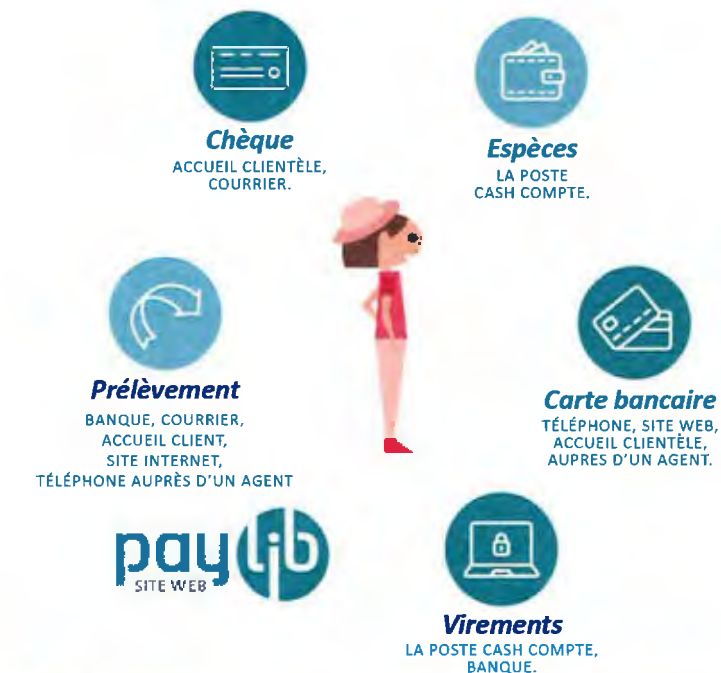 Chèque
ACCUEIL CLIENTÈLE,
COURRIER.
Espèces
LA POSTE
CASH COMPTE.
Prélèvement
BANQUE, COURRIER,
ACCUEIL CLIENT,
SITE INTERNET,
TÉLÉPHONE AUPRÈS D'UN AGENT
Carte bancaire
TÉLÉPHONE, SITE WEB,
ACCUEIL CLIENTÈLE,
AUPRES D'UN AGENT.
paylib
SITE WEB
Virements
LA POSTE CASH COMPTE,
BANQUE.